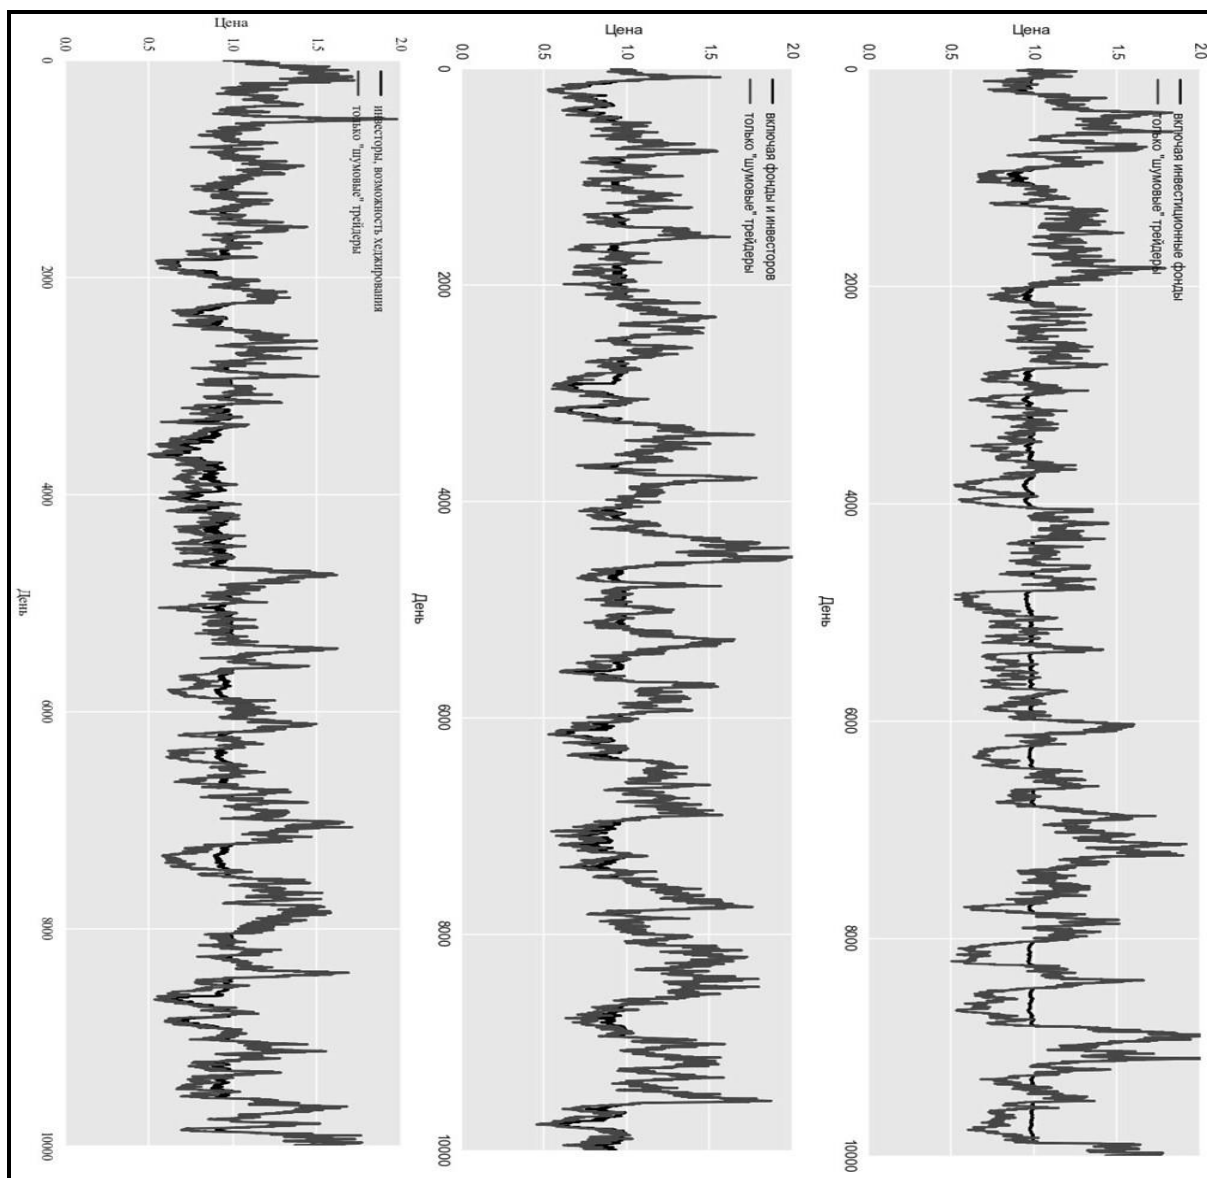 Цена
0.0
0.5
1.0
1.5
2.0
0
2000
4000
6000
8000
10000
День
инвесторы, возможность хеджирования
только "шумовые" трейдеры
Цена
0.0
0.5
1.0
1.5
2.0
0
2000
4000
6000
8000
10000
День
включая фонды и инвесторов
только "шумовые" трейдеры
Цена
0.0
0.5
1.0
1.5
2.0
0
2000
4000
6000
8000
10000
День
включая инвестиционные фонды
только "шумовые" трейдеры